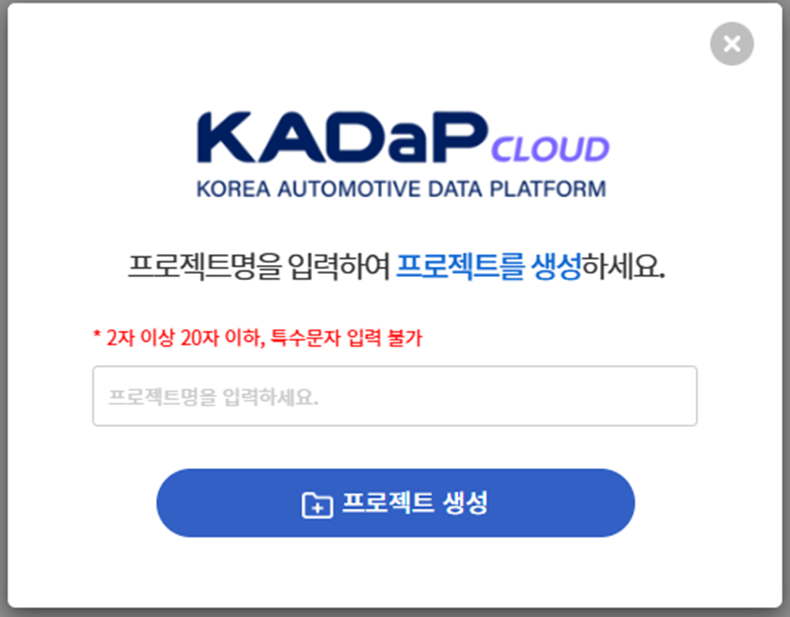 KADaP CLOUD
KOREA AUTOMOTIVE DATA PLATFORM
프로젝트명을 입력하여 프로젝트를 생성하세요.
* 2자 이상 20자 이하, 특수문자 입력 불가
프로젝트명을 입력하세요.
프로젝트 생성